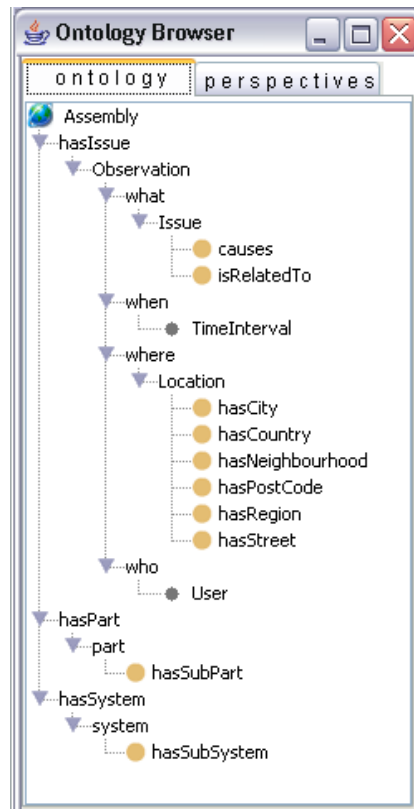 Ontology Browser
ontology perspectives
Assembly
hasIssue
Observation
what
Issue
causes
isRelatedTo
when
TimeInterval
where
Location
hasCity
hasCountry
hasNeighbourhood
hasPostCode
hasRegion
hasStreet
who
User
hasPart
part
hasSubPart
hasSystem
system
hasSubSystem